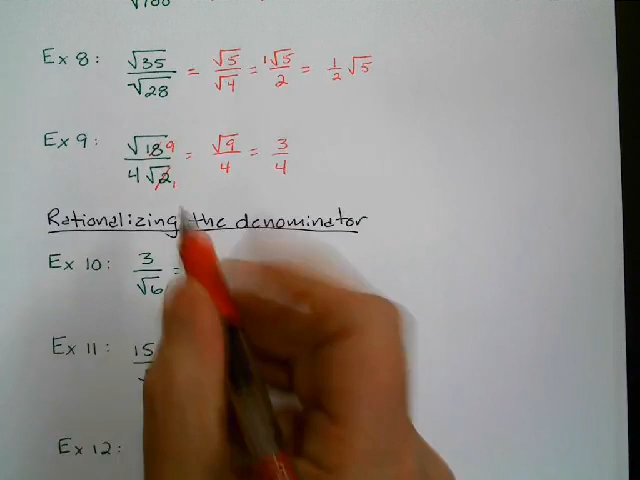 √100
Ex 8: √35/√28 = √5/√4 = 1√5/2 = 1/2 √5
Ex 9: √18 9/4√2 1 = √9/4 = 3/4
Rationalizing the denominator
Ex 10: 3/√6 =
Ex 11: 15
Ex 12: